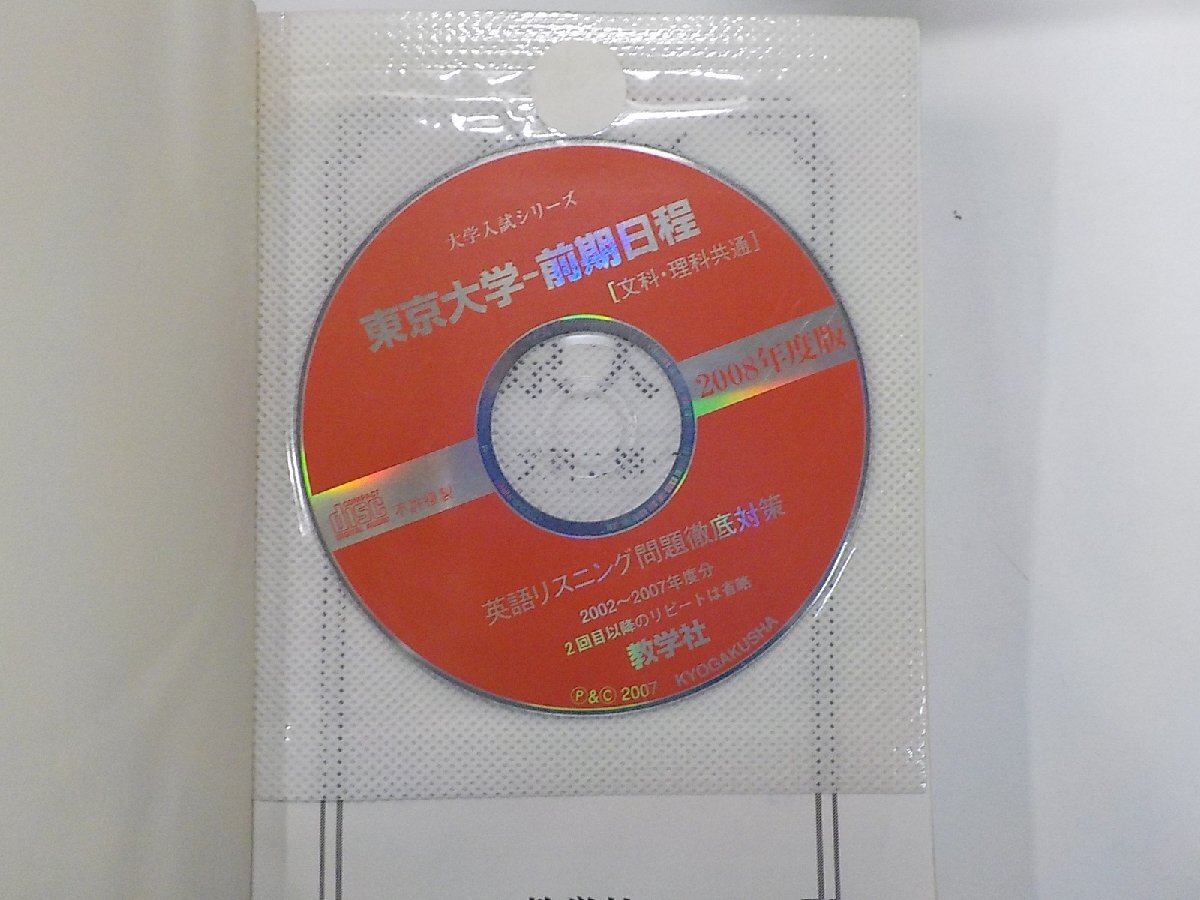 大学入試シリーズ
東京大学-前期日程
[文科・理科共通]
2008年度版
COMPACT
disc
不許複製
英語リスニング問題徹底対策
2002〜2007年度分
2回目以降のリピートは省略
教学社
Ⓟ&Ⓒ 2007 KYOGAKUSHA